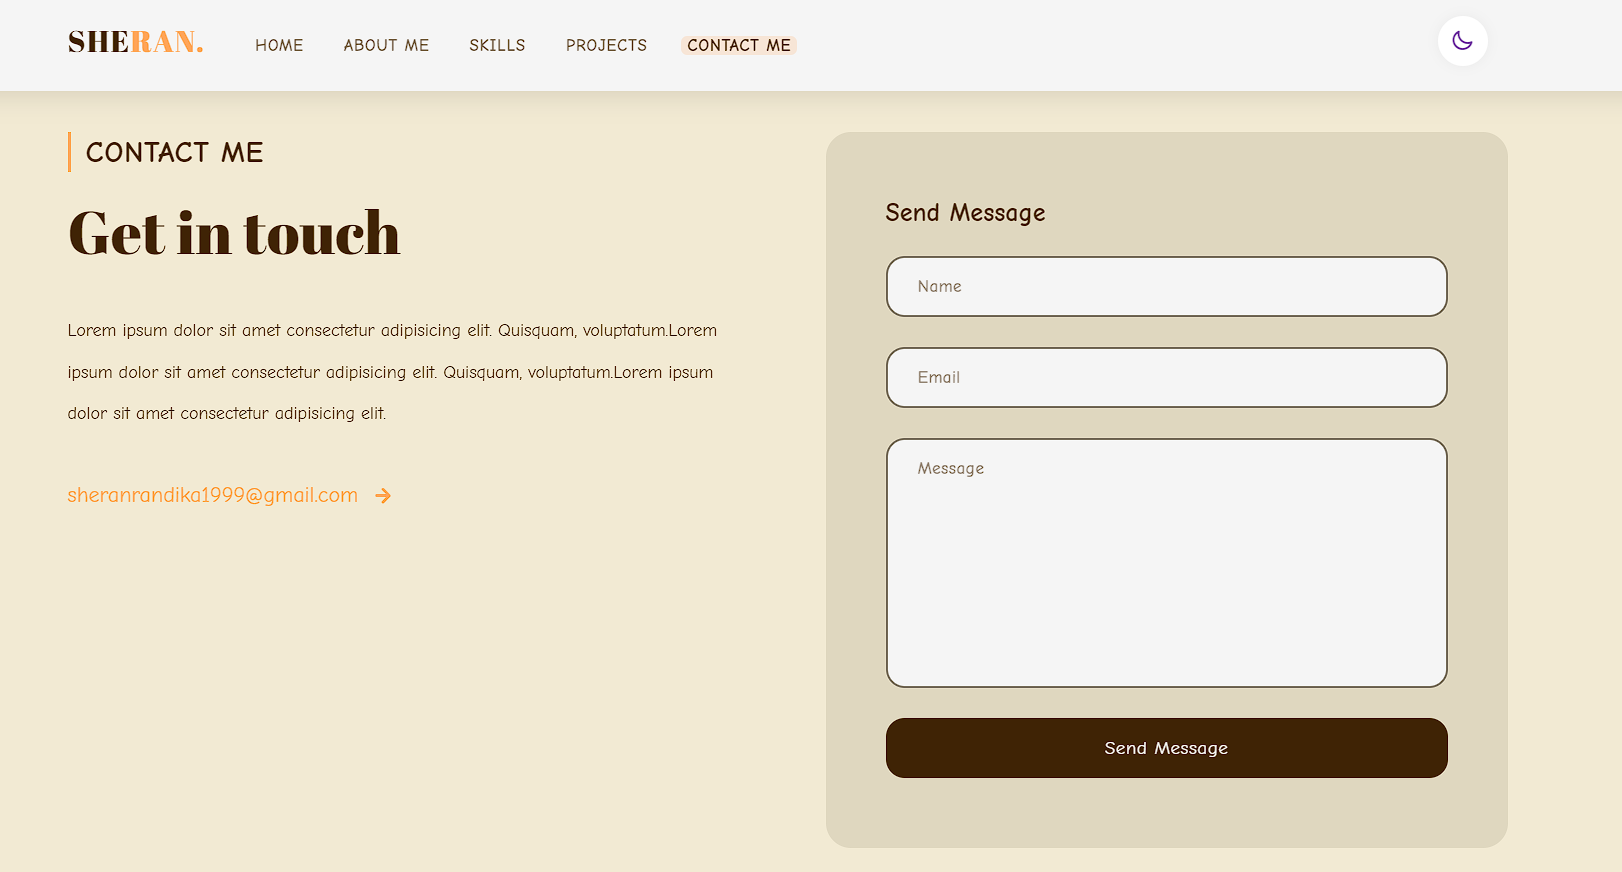 SHERAN.
HOME
ABOUT ME
SKILLS
PROJECTS
CONTACT ME
CONTACT ME
Get in touch
Lorem ipsum dolor sit amet consectetur adipisicing elit. Quisquam, voluptatum.Lorem
ipsum dolor sit amet consectetur adipisicing elit. Quisquam, voluptatum.Lorem ipsum
dolor sit amet consectetur adipisicing elit.
sheranrandika1999@gmail.com
Send Message
Name
Email
Message
Send Message